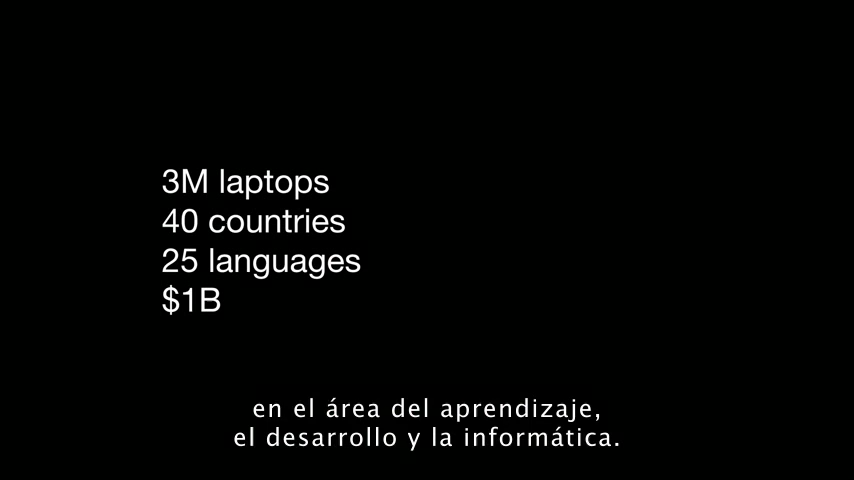 3M laptops
40 countries
25 languages
$1B
en el área del aprendizaje,
el desarrollo y la informática.